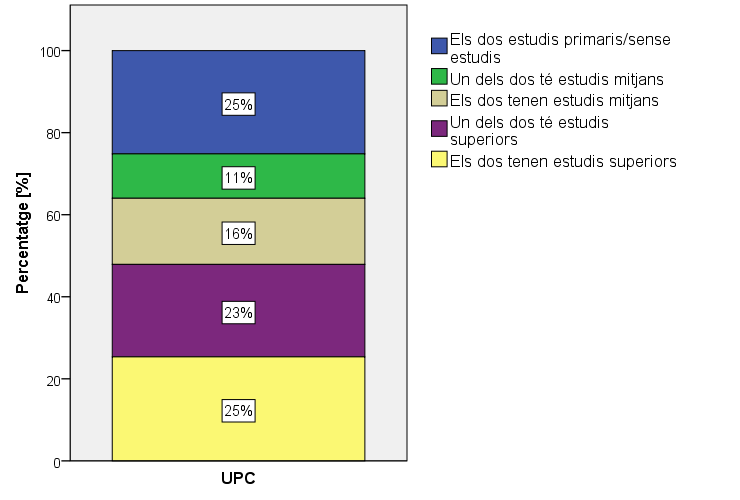 100
80
60
40
20
0
Percentatge [%]
25%
11%
16%
23%
25%
UPC
Els dos estudis primaris/sense
estudis
Un dels dos té estudis mitjans
Els dos tenen estudis mitjans
Un dels dos té estudis
superiors
Els dos tenen estudis superiors